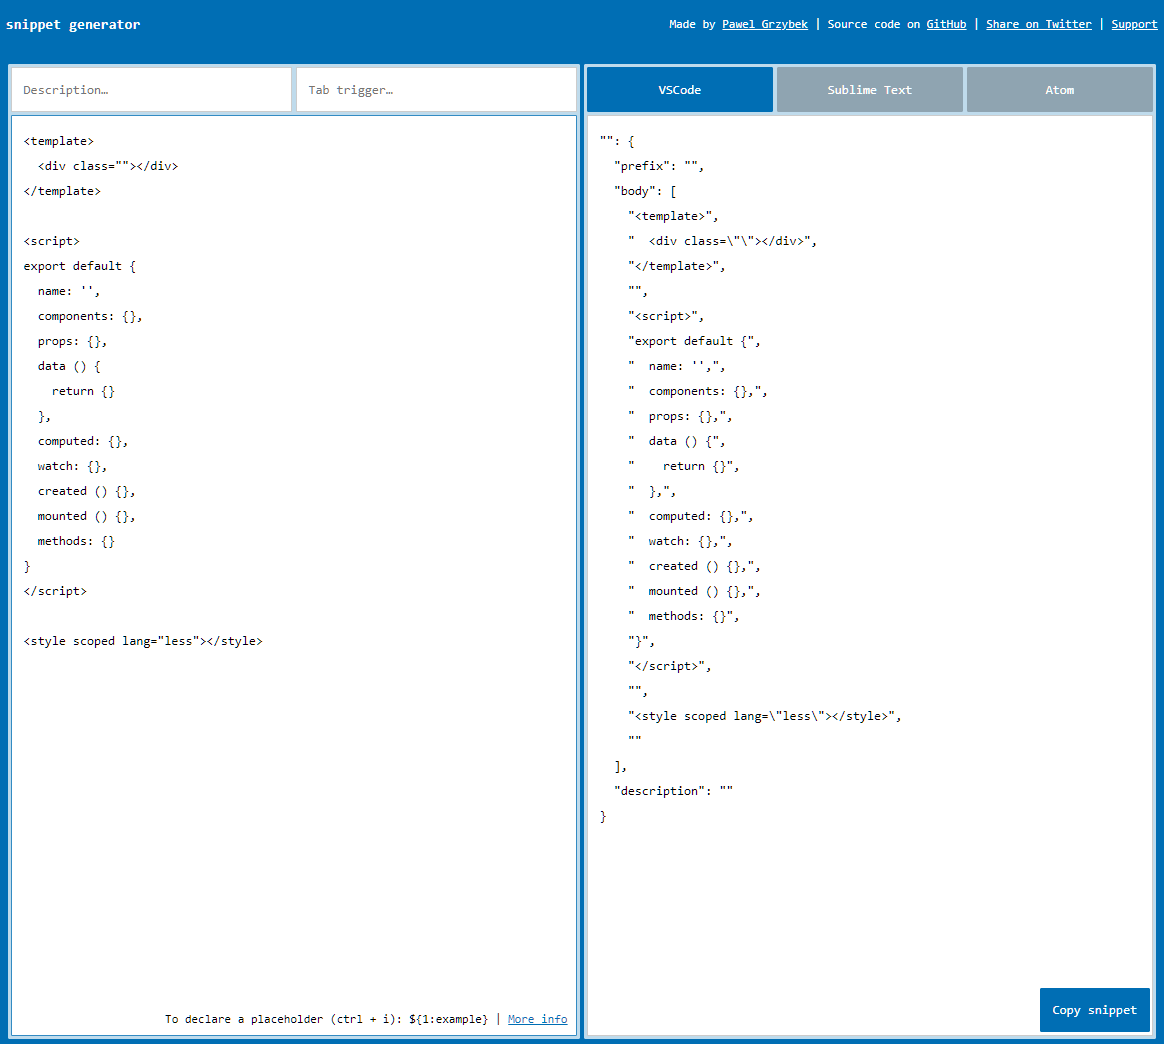 snippet generator
Made by Pawel Grzybek | Source code on GitHub | Share on Twitter | Support
Description…
Tab trigger…
<template>
  <div class=""></div>
</template>

<script>
export default {
  name: '',
  components: {},
  props: {},
  data () {
    return {}
  },
  computed: {},
  watch: {},
  created () {},
  mounted () {},
  methods: {}
}
</script>

<style scoped lang="less"></style>
To declare a placeholder (ctrl + i): ${1:example} | More info
VSCode
Sublime Text
Atom
"": {
  "prefix": "",
  "body": [
    "<template>",
    "  <div class=\"\"></div>",
    "</template>",
    "",
    "<script>",
    "export default {",
    "  name: '',",
    "  components: {},",
    "  props: {},",
    "  data () {",
    "    return {}",
    "  },",
    "  computed: {},",
    "  watch: {},",
    "  created () {},",
    "  mounted () {},",
    "  methods: {}",
    "}",
    "</script>",
    "",
    "<style scoped lang=\"less\"></style>",
    ""
  ],
  "description": ""
}
Copy snippet